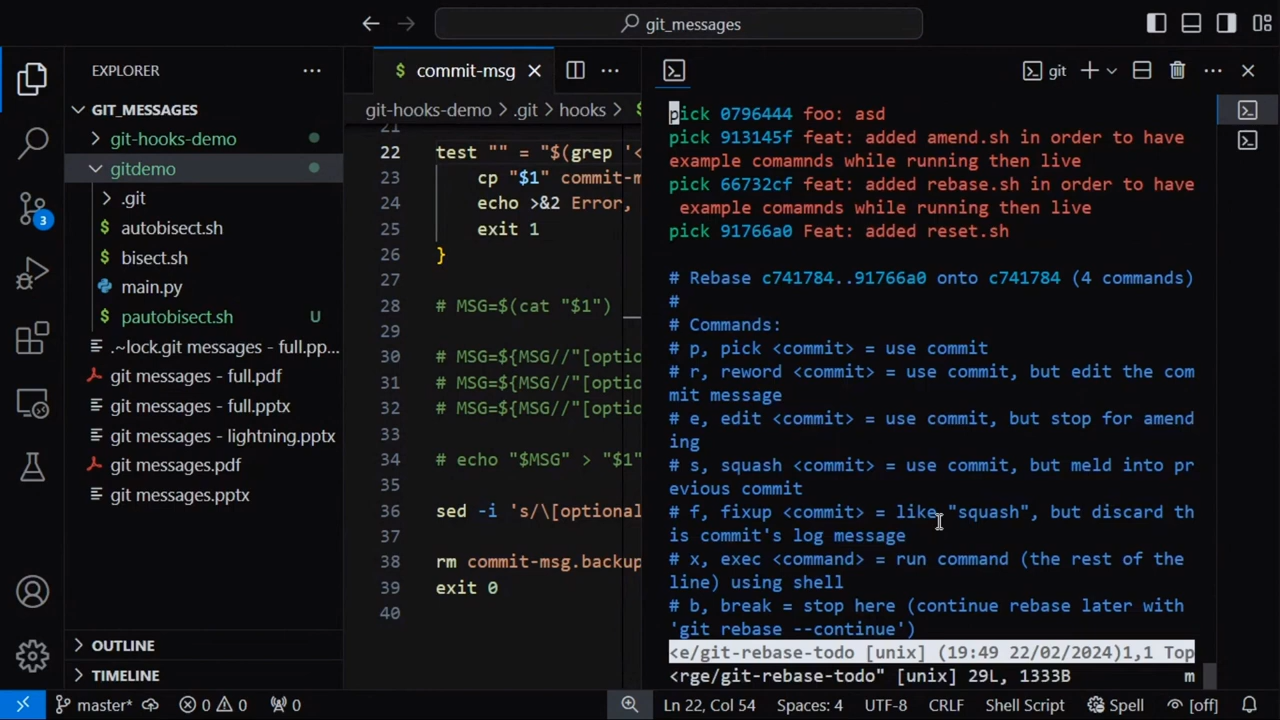 git_messages
EXPLORER
GIT_MESSAGES
git-hooks-demo
gitdemo
.git
autobisect.sh
bisect.sh
main.py
pautobisect.sh U
.~lock.git messages - full.pp...
git messages - full.pdf
git messages - full.pptx
git messages - lightning.pptx
git messages.pdf
git messages.pptx
OUTLINE
TIMELINE
3
$ commit-msg
git-hooks-demo > .git > hooks >
21
22 test "" = "$(grep '<
23 cp "$1" commit-m
24 echo >&2 Error,
25 exit 1
26 }
27
28 # MSG=$(cat "$1")
29
30 # MSG=${MSG//"[optio
31 # MSG=${MSG//"[optio
32 # MSG=${MSG//"[optio
33
34 # echo "$MSG" > "$1"
35
36 sed -i 's/\[optional
37
38 rm commit-msg.backup
39 exit 0
40
git
pick 0796444 foo: asd
pick 913145f feat: added amend.sh in order to have
example comamnds while running then live
pick 66732cf feat: added rebase.sh in order to have
example comamnds while running then live
pick 91766a0 Feat: added reset.sh
# Rebase c741784..91766a0 onto c741784 (4 commands)
#
# Commands:
# p, pick <commit> = use commit
# r, reword <commit> = use commit, but edit the com
mit message
# e, edit <commit> = use commit, but stop for amend
ing
# s, squash <commit> = use commit, but meld into pr
evious commit
# f, fixup <commit> = like "squash", but discard th
is commit's log message
# x, exec <command> = run command (the rest of the
line) using shell
# b, break = stop here (continue rebase later with
'git rebase --continue')
<e/git-rebase-todo [unix] (19:49 22/02/2024)1,1 Top
<rge/git-rebase-todo" [unix] 29L, 1333B m
master* 0 0 0 Ln 22, Col 54 Spaces: 4 UTF-8 CRLF Shell Script Spell [off]